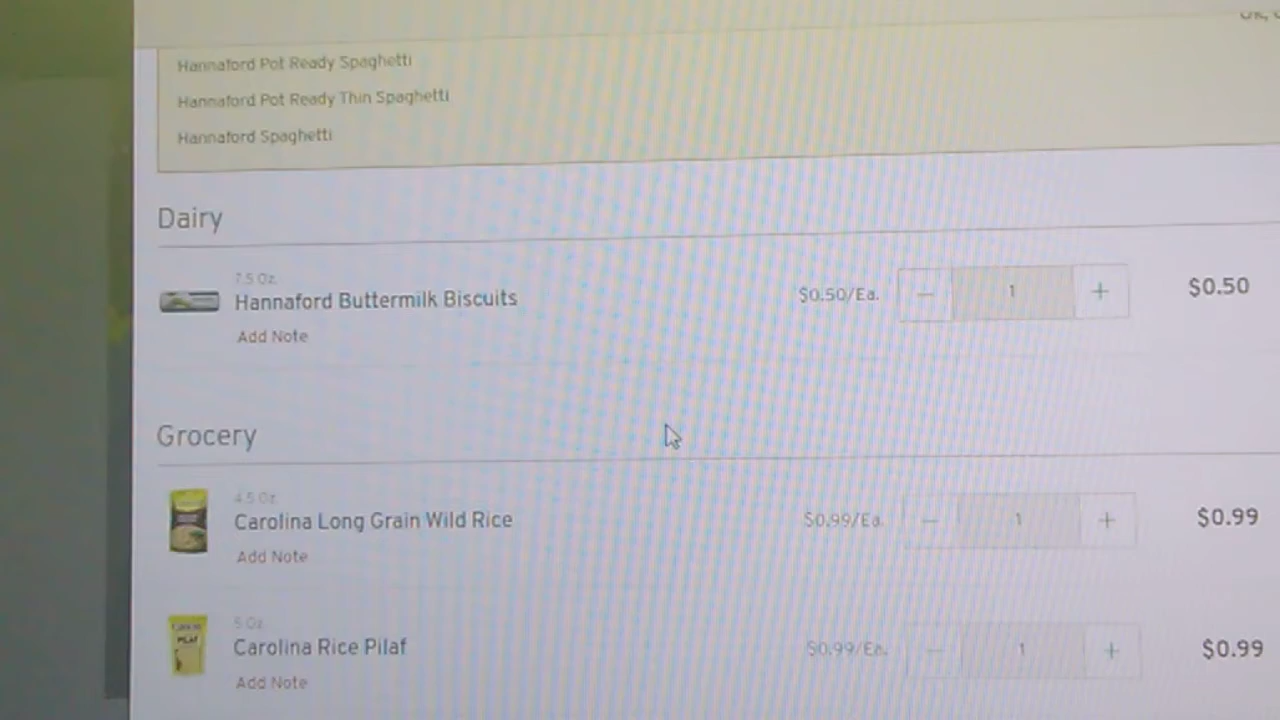 Hannaford Pot Ready Spaghetti
Hannaford Pot Ready Thin Spaghetti
Hannaford Spaghetti
Dairy
7.5 Oz.
Hannaford Buttermilk Biscuits
Add Note
$0.50/Ea.
− 1 +
$0.50
Grocery
4.5 Oz.
Carolina Long Grain Wild Rice
Add Note
$0.99/Ea.
− 1 +
$0.99
5 Oz.
Carolina Rice Pilaf
Add Note
$0.99/Ea.
− 1 +
$0.99
PILAF